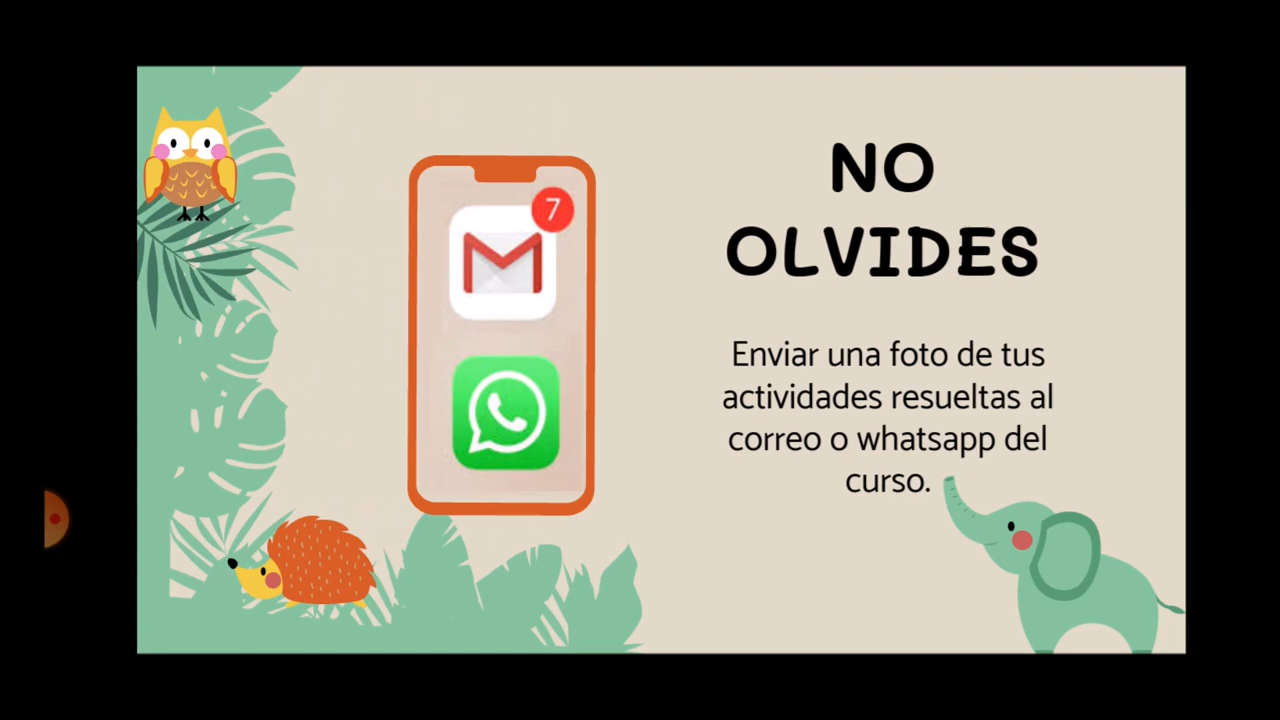 7
NO
OLVIDES
Enviar una foto de tus
actividades resueltas al
correo o whatsapp del
curso.